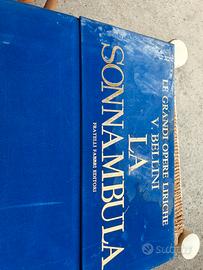 LE GRANDI OPERE LIRICHE
V. BELLINI
LA
SONNAMBULA
FRATELLI FABBRI EDITORI
subito